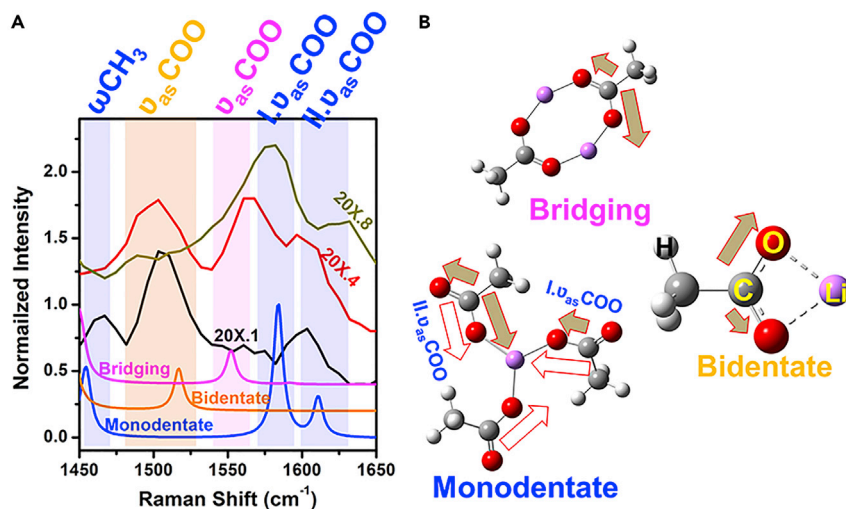 A
B
ωCH3
υas COO
υas COO
I.υas COO
II.υas COO
2.0
1.5
1.0
0.5
0.0
Normalized Intensity
20X.8
20X.4
20X.1
Bridging
Bidentate
Monodentate
1450
1500
1550
1600
1650
Raman Shift (cm-1)
Bridging
I.υasCOO
II.υasCOO
Monodentate
H
C
O
Li
Bidentate